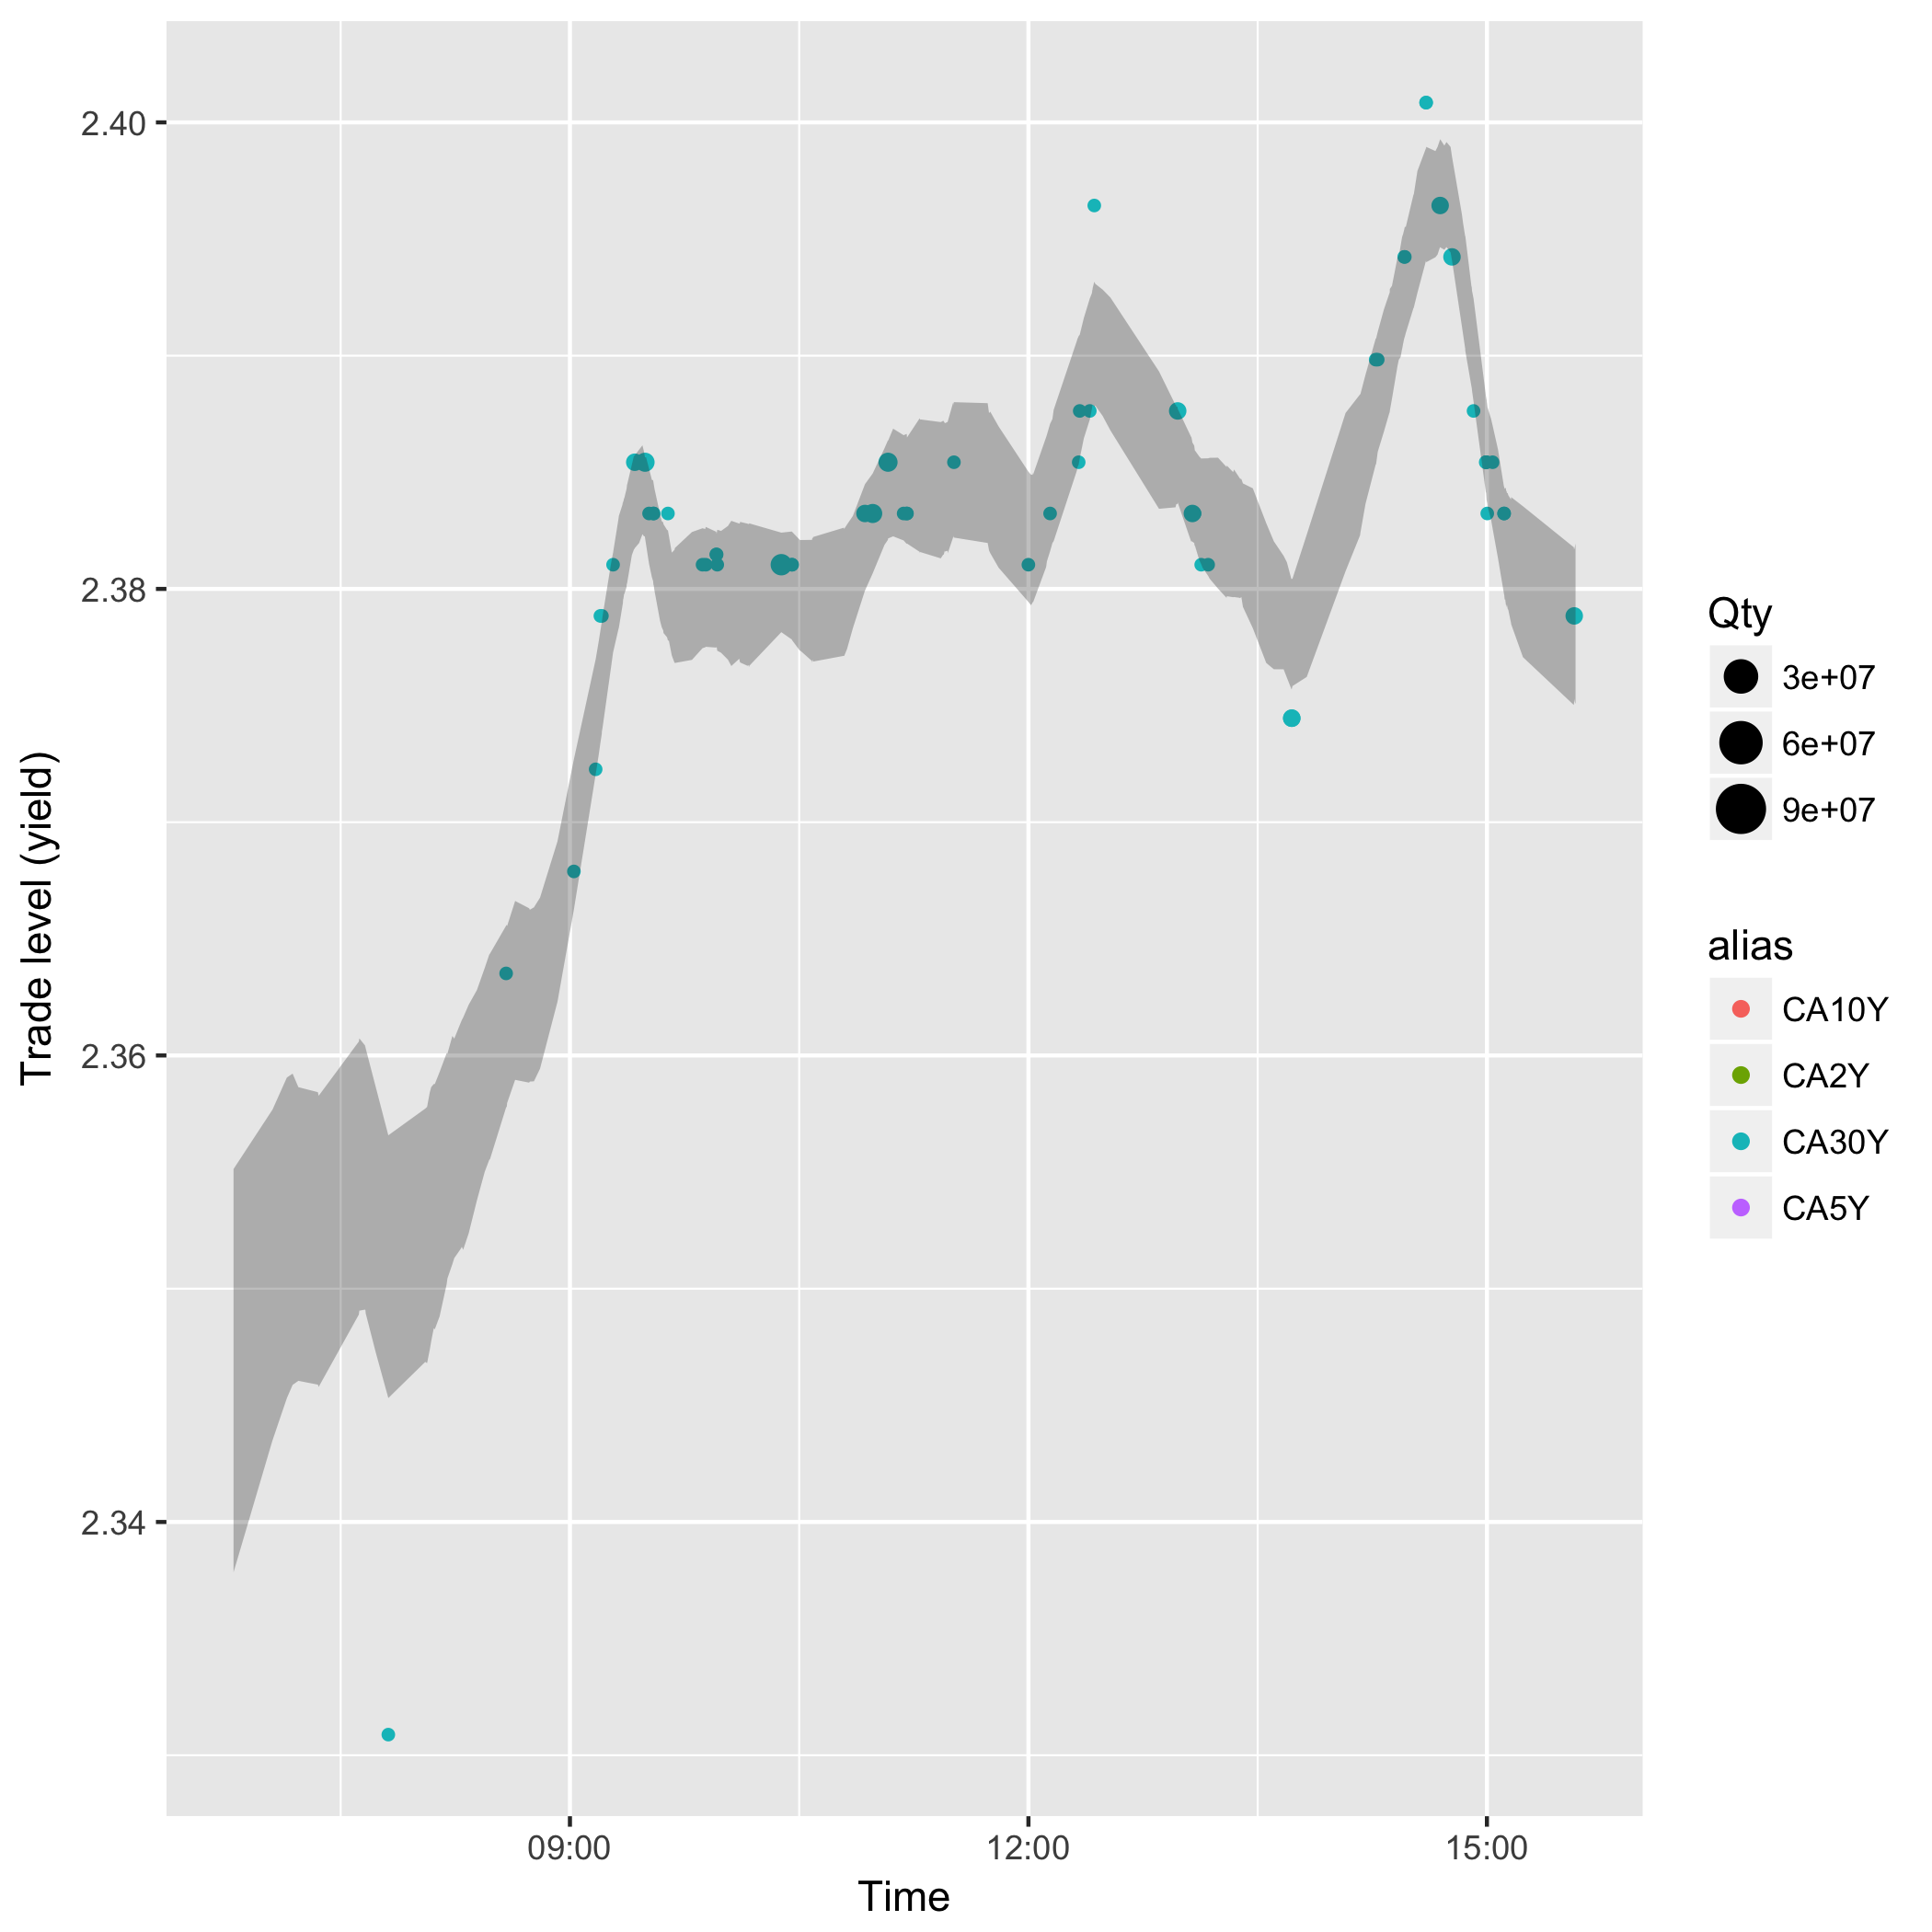 Trade level (yield)
2.40
2.38
2.36
2.34
09:00
12:00
15:00
Time
Qty
3e+07
6e+07
9e+07
alias
CA10Y
CA2Y
CA30Y
CA5Y